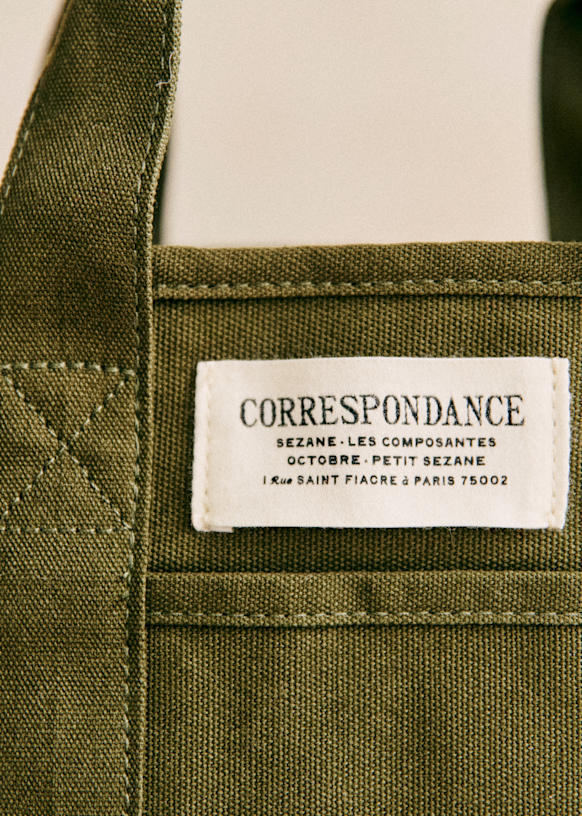 CORRESPONDANCE
SEZANE · LES COMPOSANTES
OCTOBRE · PETIT SEZANE
1 Rue SAINT FIACRE à PARIS 75002